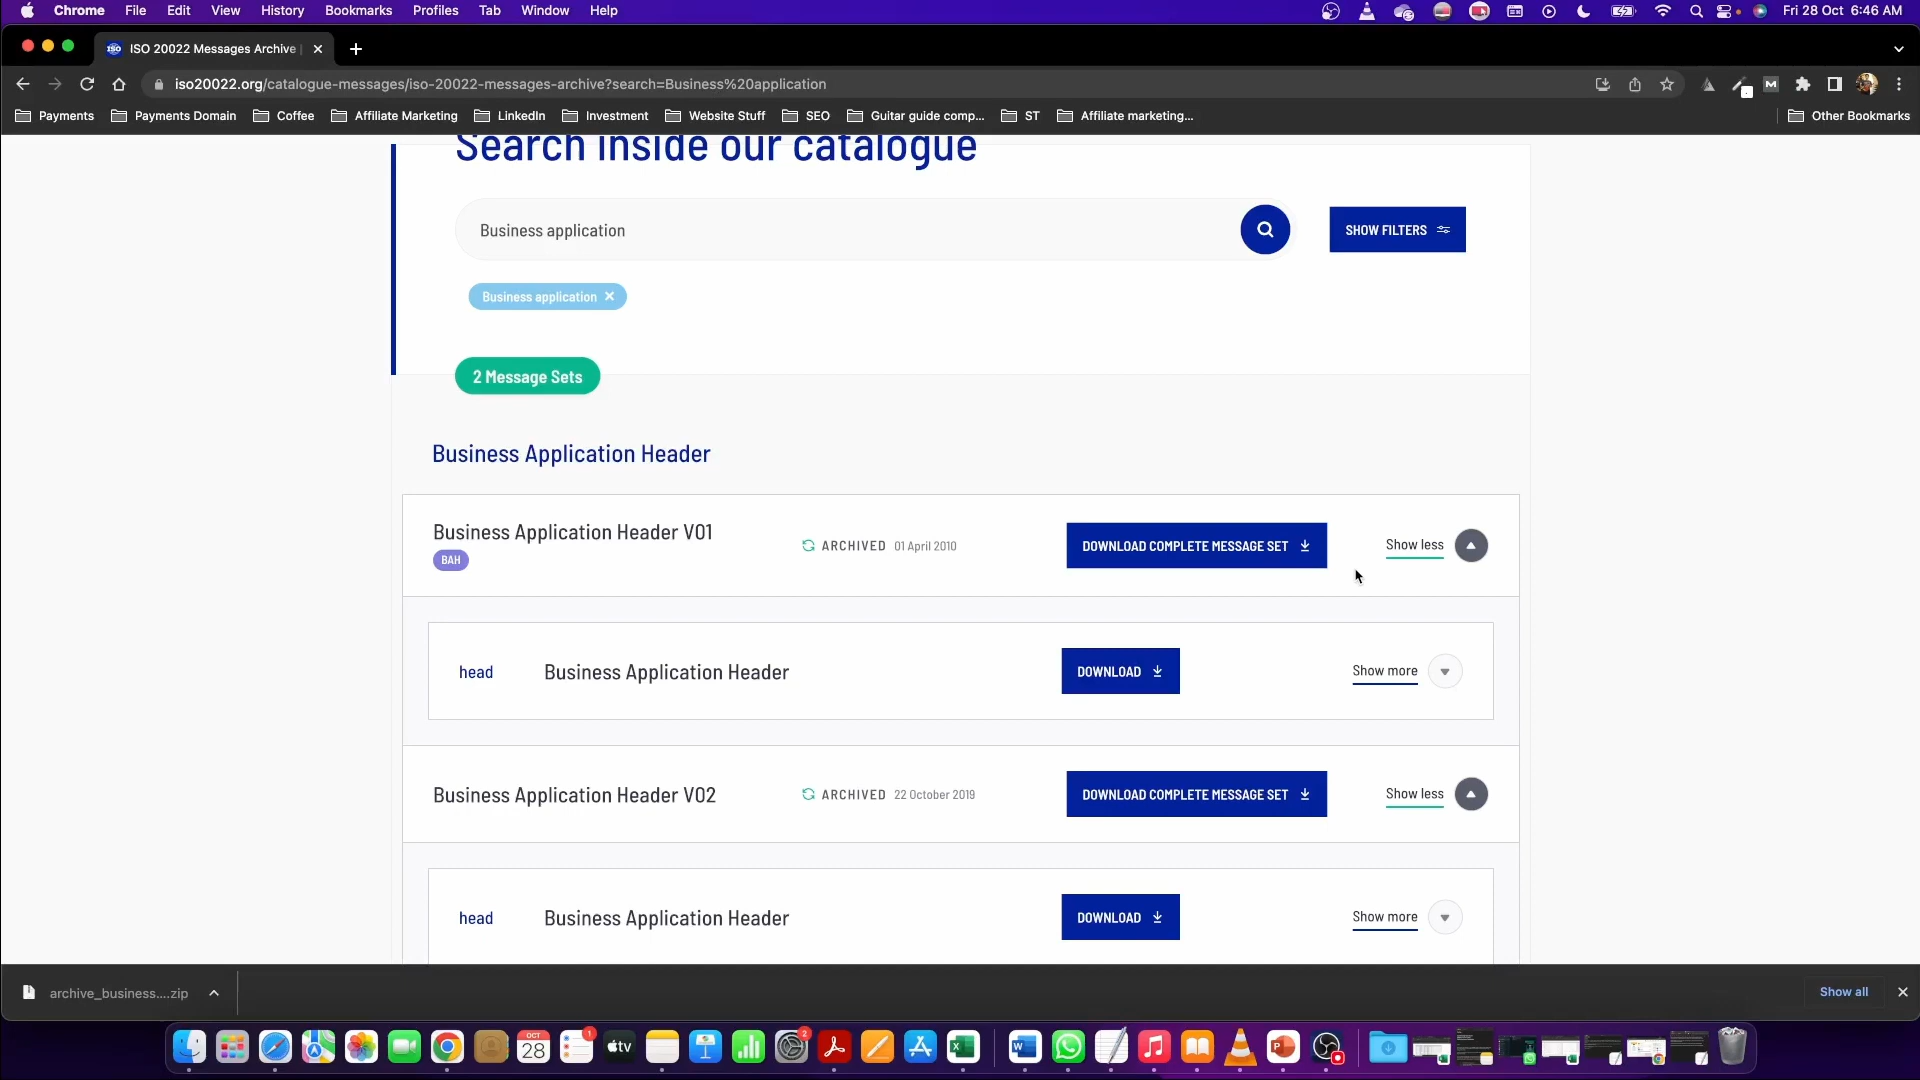 Chrome File Edit View History Bookmarks Profiles Tab Window Help Fri 28 Oct 6:46 AM
ISO 20022 Messages Archive |
iso20022.org/catalogue-messages/iso-20022-messages-archive?search=Business%20application
Payments Payments Domain Coffee Affiliate Marketing LinkedIn Investment Website Stuff SEO Guitar guide comp... ST Affiliate marketing... Other Bookmarks
Search inside our catalogue
Business application
SHOW FILTERS
Business application
2 Message Sets
Business Application Header
Business Application Header V01
BAH
ARCHIVED 01 April 2010
DOWNLOAD COMPLETE MESSAGE SET
Show less
head Business Application Header DOWNLOAD Show more
Business Application Header V02 ARCHIVED 22 October 2019 DOWNLOAD COMPLETE MESSAGE SET Show less
head Business Application Header DOWNLOAD Show more
archive_business....zip Show all
OCT
28
1
tv
2